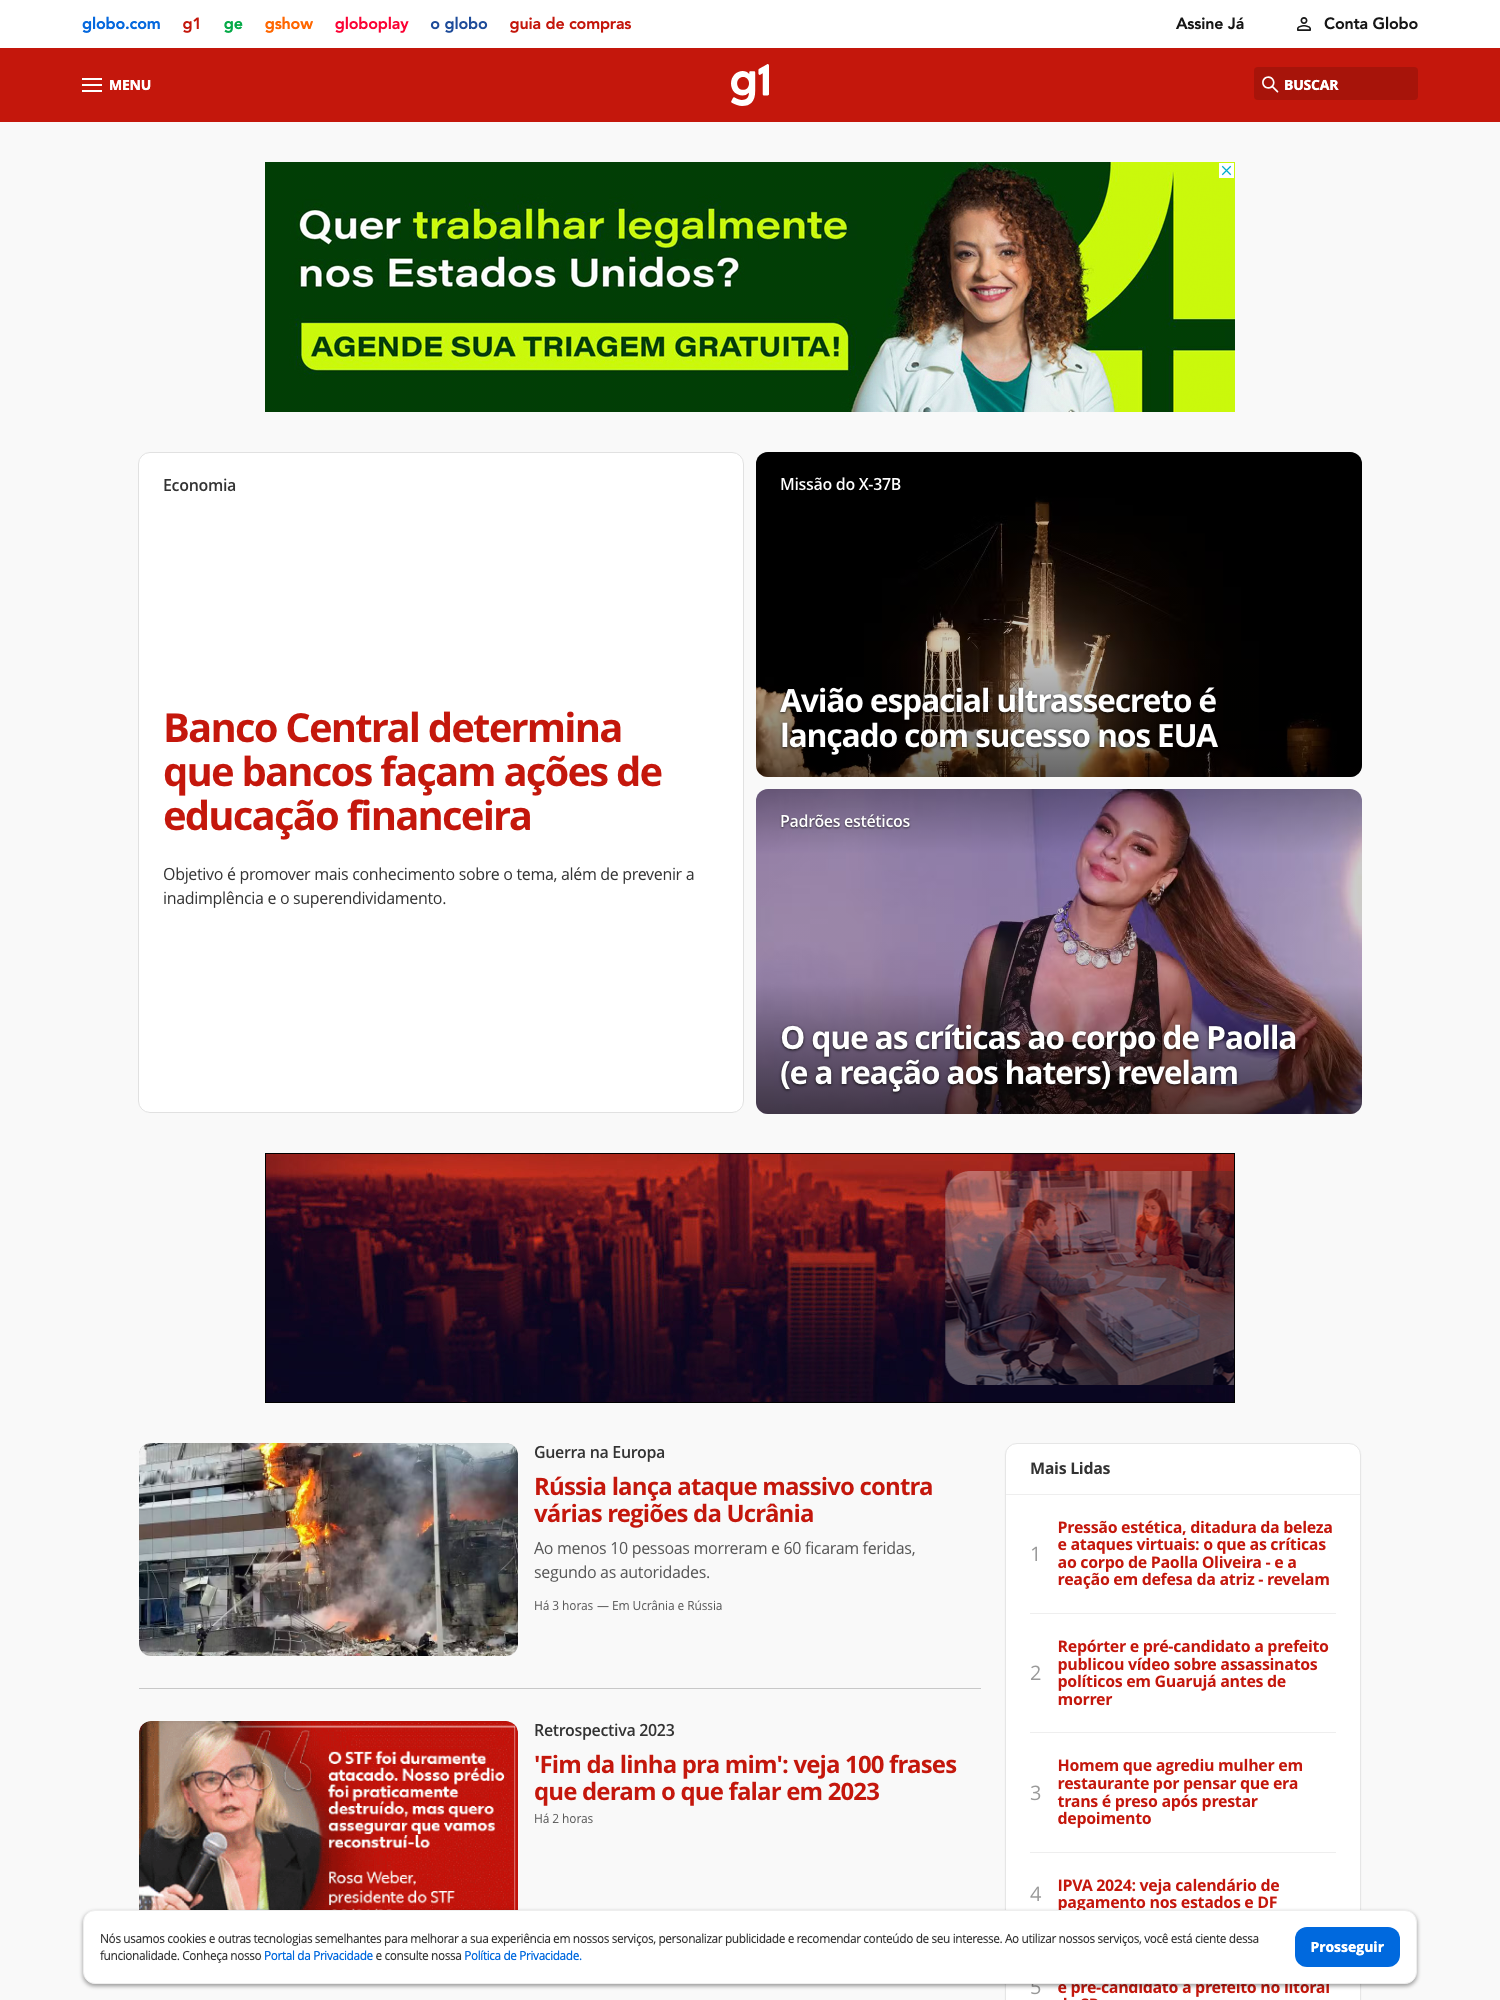 globo.com g1 ge gshow globoplay o globo guia de compras Assine Já Conta Globo
MENU g1 BUSCAR
Quer trabalhar legalmente
nos Estados Unidos?
AGENDE SUA TRIAGEM GRATUITA!
Economia
Banco Central determina
que bancos façam ações de
educação financeira
Objetivo é promover mais conhecimento sobre o tema, além de prevenir a
inadimplência e o superendividamento.
Missão do X-37B
Avião espacial ultrassecreto é
lançado com sucesso nos EUA
Padrões estéticos
O que as críticas ao corpo de Paolla
(e a reação aos haters) revelam
Guerra na Europa
Rússia lança ataque massivo contra
várias regiões da Ucrânia
Ao menos 10 pessoas morreram e 60 ficaram feridas,
segundo as autoridades.
Há 3 horas — Em Ucrânia e Rússia
O STF foi duramente
atacado. Nosso prédio
foi praticamente
destruído, mas quero
assegurar que vamos
reconstruí-lo
Rosa Weber,
presidente do STF
Retrospectiva 2023
'Fim da linha pra mim': veja 100 frases
que deram o que falar em 2023
Há 2 horas
Mais Lidas
1
Pressão estética, ditadura da beleza
e ataques virtuais: o que as críticas
ao corpo de Paolla Oliveira - e a
reação em defesa da atriz - revelam
2
Repórter e pré-candidato a prefeito
publicou vídeo sobre assassinatos
políticos em Guarujá antes de
morrer
3
Homem que agrediu mulher em
restaurante por pensar que era
trans é preso após prestar
depoimento
4
IPVA 2024: veja calendário de
pagamento nos estados e DF
5
e pré-candidato a prefeito no litoral
Nós usamos cookies e outras tecnologias semelhantes para melhorar a sua experiência em nossos serviços, personalizar publicidade e recomendar conteúdo de seu interesse. Ao utilizar nossos serviços, você está ciente dessa
funcionalidade. Conheça nosso Portal da Privacidade e consulte nossa Política de Privacidade.
Prosseguir